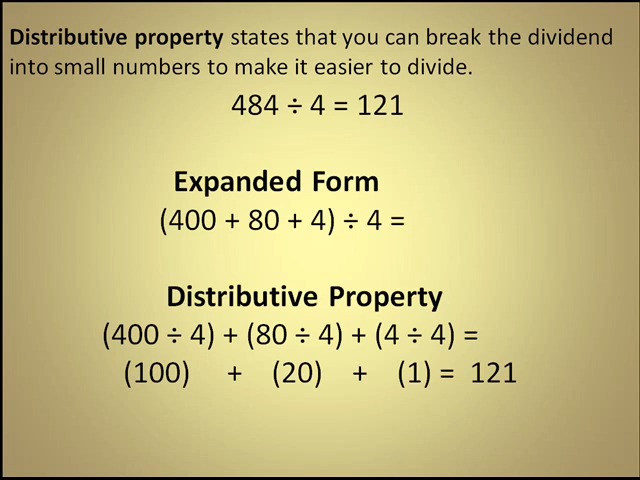 Distributive property states that you can break the dividend
into small numbers to make it easier to divide.
484 ÷ 4 = 121
Expanded Form
(400 + 80 + 4) ÷ 4 =
Distributive Property
(400 ÷ 4) + (80 ÷ 4) + (4 ÷ 4) =
(100) + (20) + (1) = 121